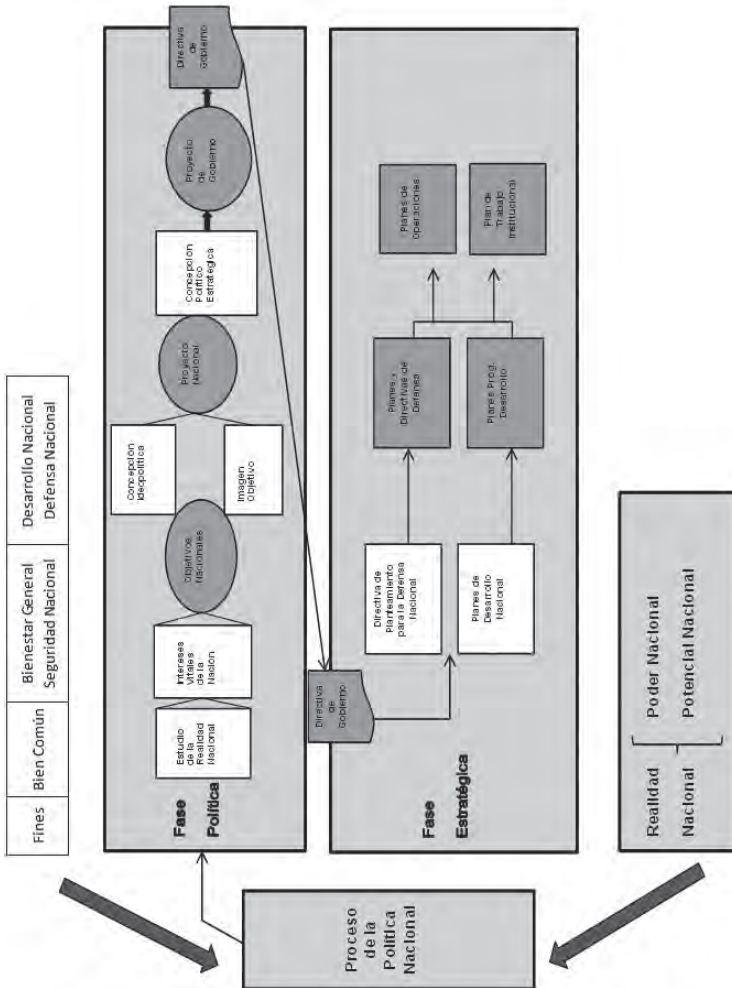 Fines
Bien Común
Bienestar General
Seguridad Nacional
Desarrollo Nacional
Defensa Nacional
Fase
Política
Estudio
de la
Realidad
Nacional
Intereses
Vitales
de la
Nación
Objetivos
Nacionales
Concepción
Ideopolítica
Imagen
Objetivo
Proyecto
Nacional
Concepción
Político
Estratégica
Proyecto
de
Gobierno
Directiva
de
Gobierno
Proceso
de la
Política
Nacional
Fase
Estratégica
Directiva
de
Gobierno
Directiva de
Planteamiento
para la Defensa
Nacional
Planes de
Desarrollo
Nacional
Planes y
Directivas de
Defensa
Planes Prog.
Desarrollo
Planes de
Operaciones
Plan de
Trabajo
Institucional
Realidad
Nacional
Poder Nacional
Potencial Nacional